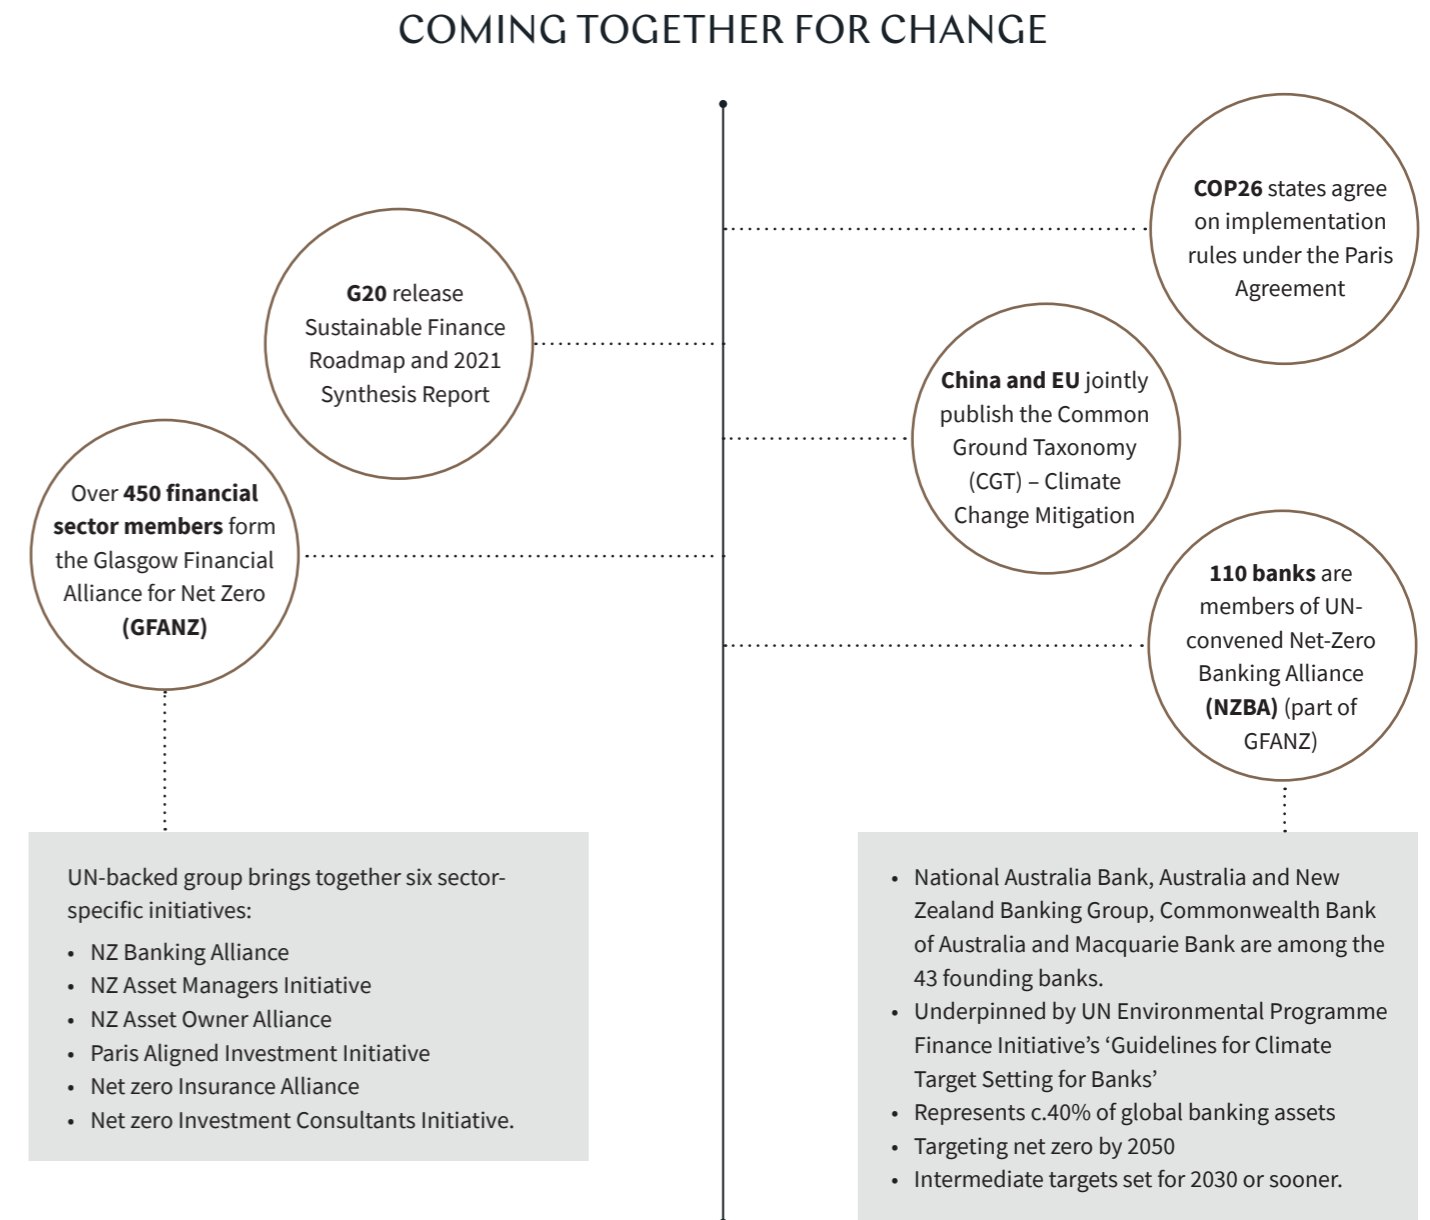 COMING TOGETHER FOR CHANGE
COP26 states agree
on implementation
rules under the Paris
Agreement
G20 release
Sustainable Finance
Roadmap and 2021
Synthesis Report
China and EU jointly
publish the Common
Ground Taxonomy
(CGT) – Climate
Change Mitigation
Over 450 financial
sector members form
the Glasgow Financial
Alliance for Net Zero
(GFANZ)
110 banks are
members of UN-
convened Net-Zero
Banking Alliance
(NZBA) (part of
GFANZ)
UN-backed group brings together six sector-
specific initiatives:
• NZ Banking Alliance
• NZ Asset Managers Initiative
• NZ Asset Owner Alliance
• Paris Aligned Investment Initiative
• Net zero Insurance Alliance
• Net zero Investment Consultants Initiative.
• National Australia Bank, Australia and New
Zealand Banking Group, Commonwealth Bank
of Australia and Macquarie Bank are among the
43 founding banks.
• Underpinned by UN Environmental Programme
Finance Initiative’s ‘Guidelines for Climate
Target Setting for Banks’
• Represents c.40% of global banking assets
• Targeting net zero by 2050
• Intermediate targets set for 2030 or sooner.